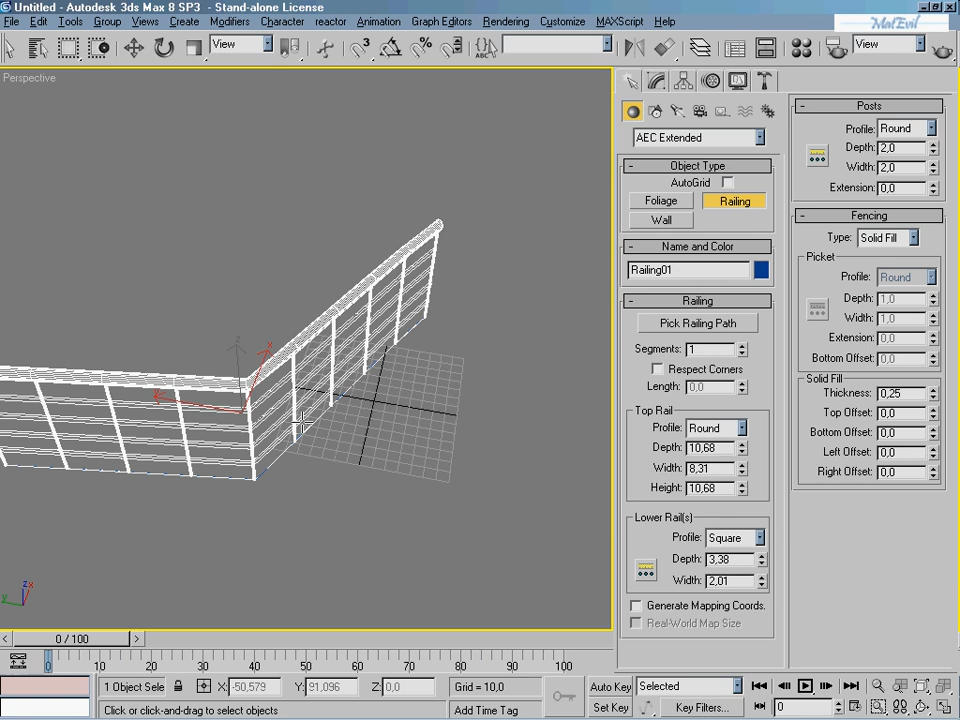 Untitled - Autodesk 3ds Max 8 SP3 - Stand-alone License
File Edit Tools Group Views Create Modifiers Character reactor Animation Graph Editors Rendering Customize MAXScript Help
MatEvil
View
3
%
ABC
View
Perspective
AEC Extended
Object Type
AutoGrid
Foliage Railing
Wall
Name and Color
Railing01
Railing
Pick Railing Path
Segments: 1
Respect Corners
Length: 0,0
Top Rail
Profile: Round
Depth: 10,68
Width: 8,31
Height: 10,68
Lower Rail(s)
Profile: Square
Depth: 3,38
Width: 2,01
Generate Mapping Coords.
Real-World Map Size
Posts
Profile: Round
Depth: 2,0
Width: 2,0
Extension: 0,0
Fencing
Type: Solid Fill
Picket
Profile: Round
Depth: 1,0
Width: 1,0
Extension: 0,0
Bottom Offset: 0,0
Solid Fill
Thickness: 0,25
Top Offset: 0,0
Bottom Offset: 0,0
Left Offset: 0,0
Right Offset: 0,0
z
x
z
x
y
0 / 100
0 10 20 30 40 50 60 70 80 90 100
1 Object Sele X: -50,579 Y: 91,096 Z: 0,0 Grid = 10,0 Auto Key Selected
Click or click-and-drag to select objects Add Time Tag Set Key Key Filters... 0